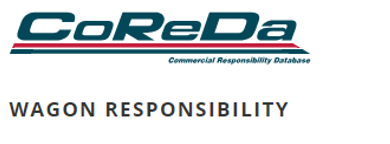 CoReDa
Commercial Responsibility Database
WAGON RESPONSIBILITY